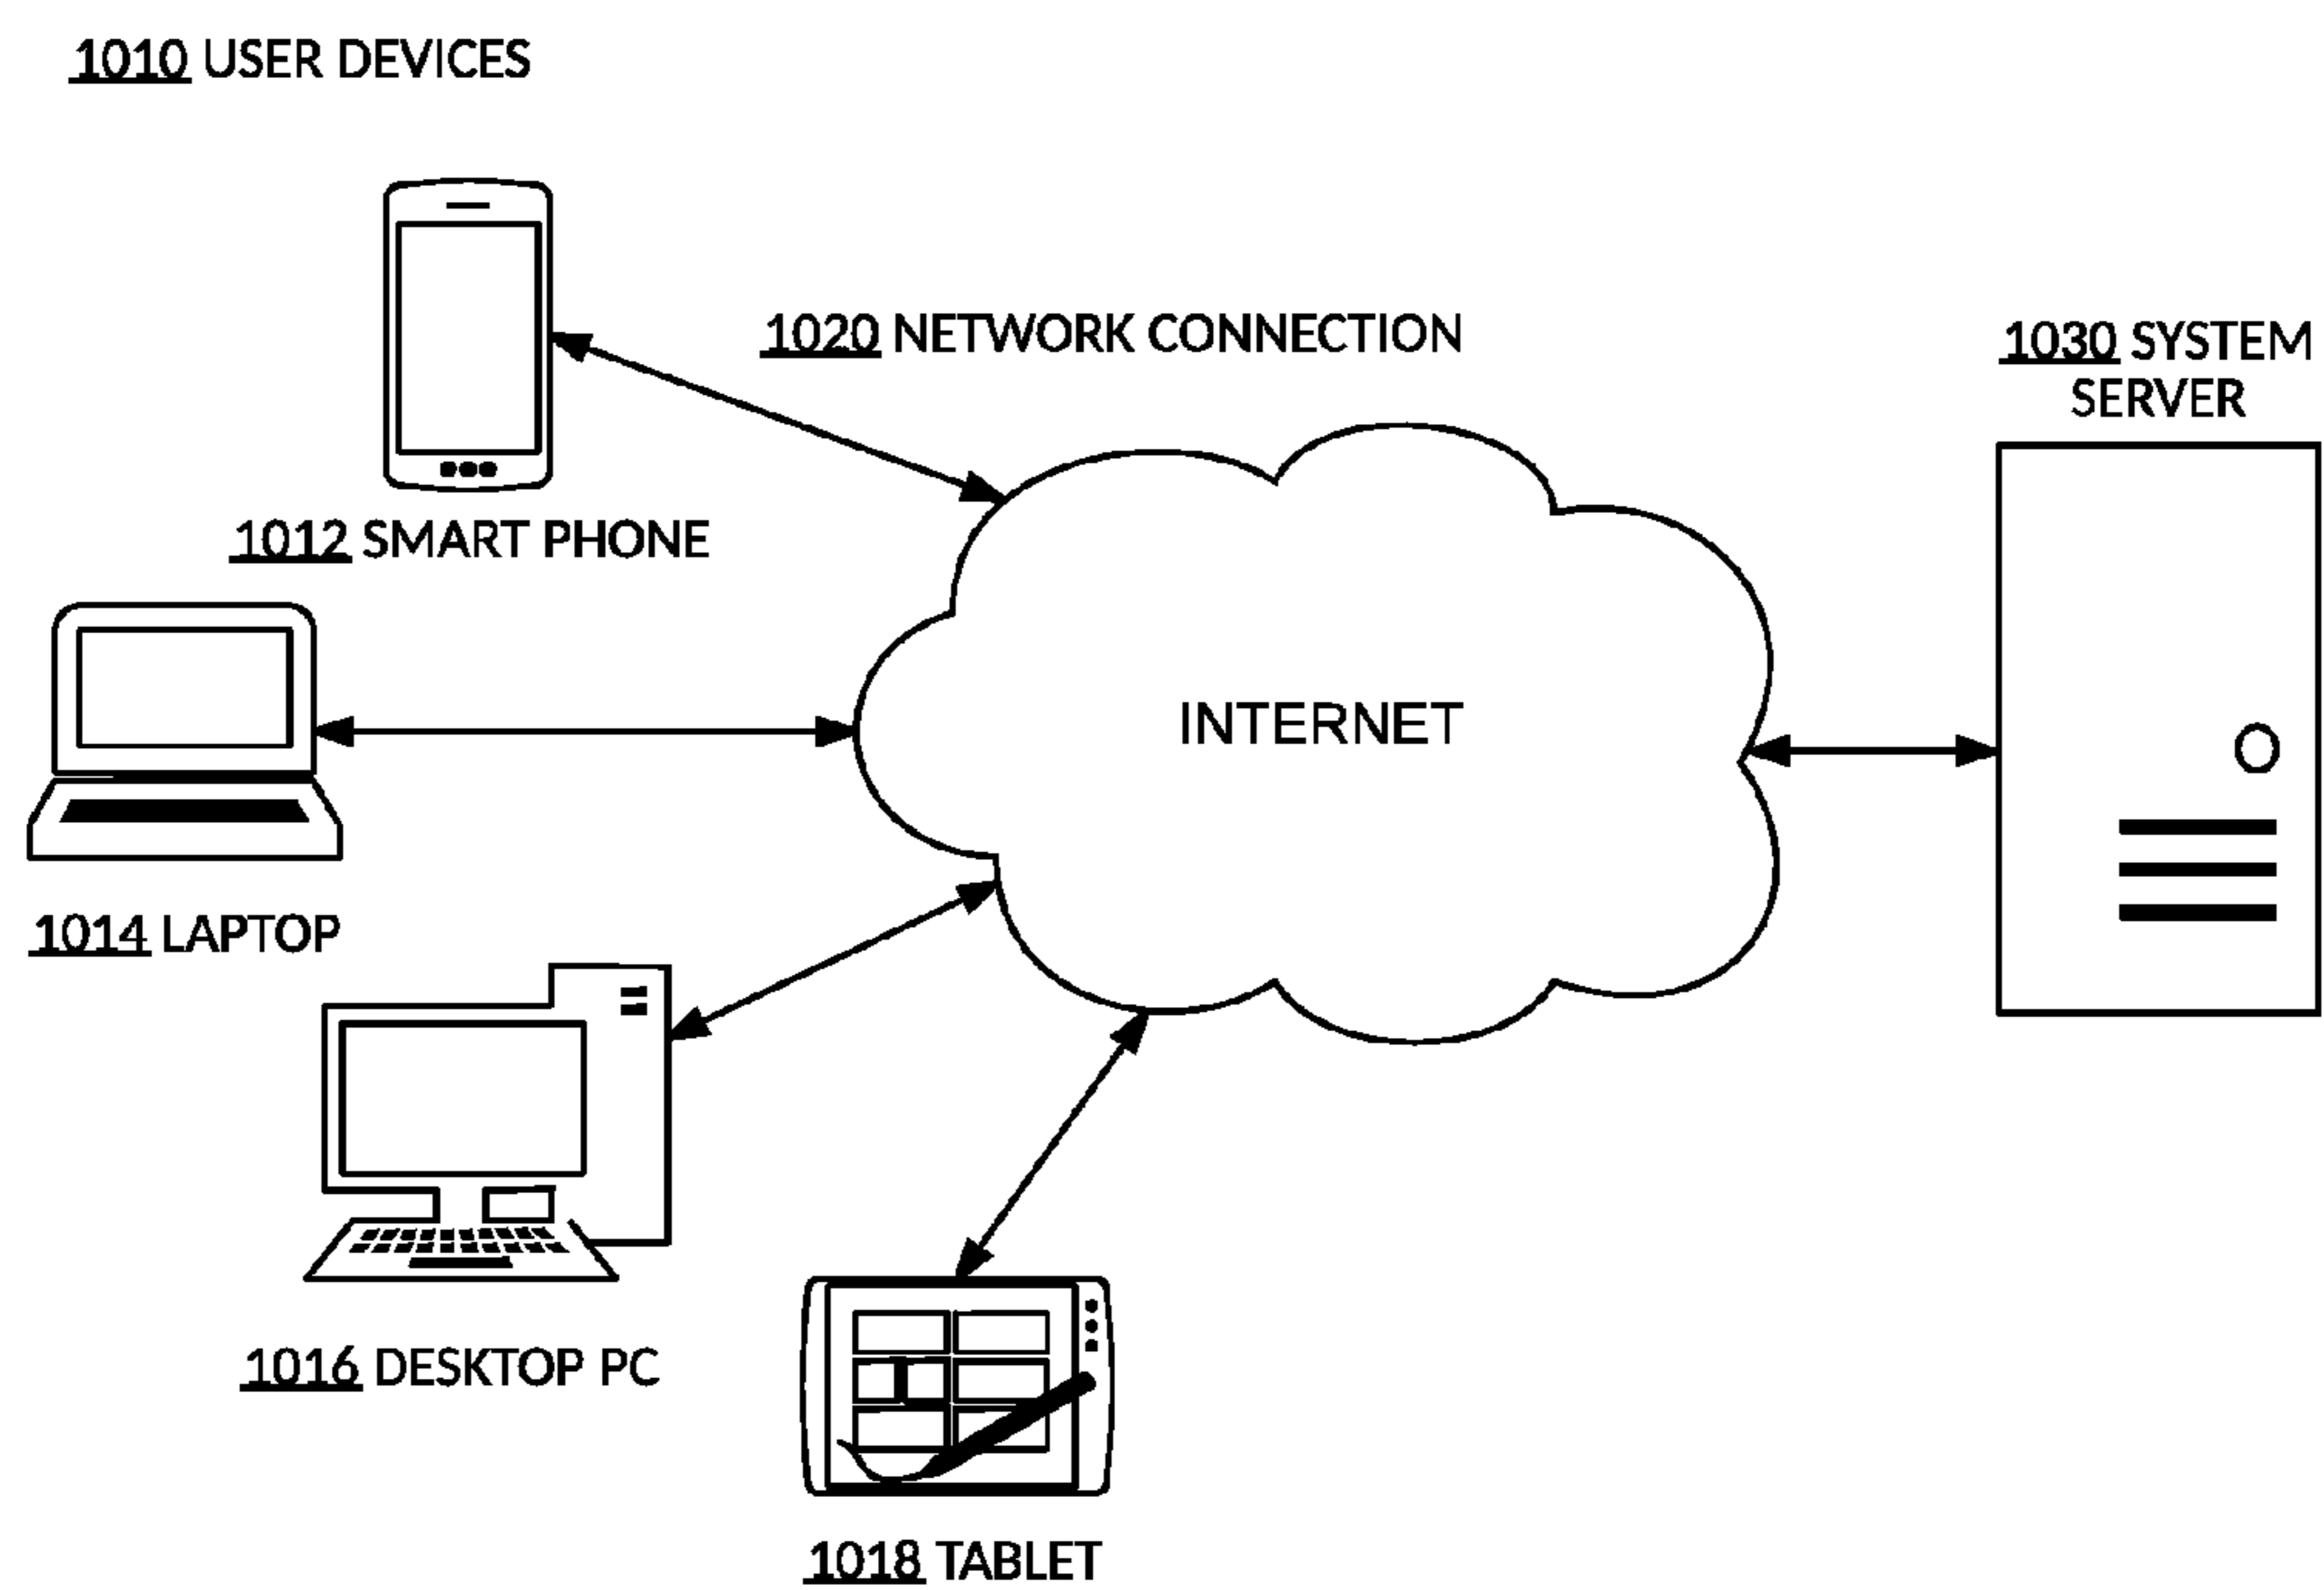 1010 USER DEVICES
1020 NETWORK CONNECTION
1030 SYSTEM
SERVER
1012 SMART PHONE
INTERNET
1014 LAPTOP
1016 DESKTOP PC
1018 TABLET